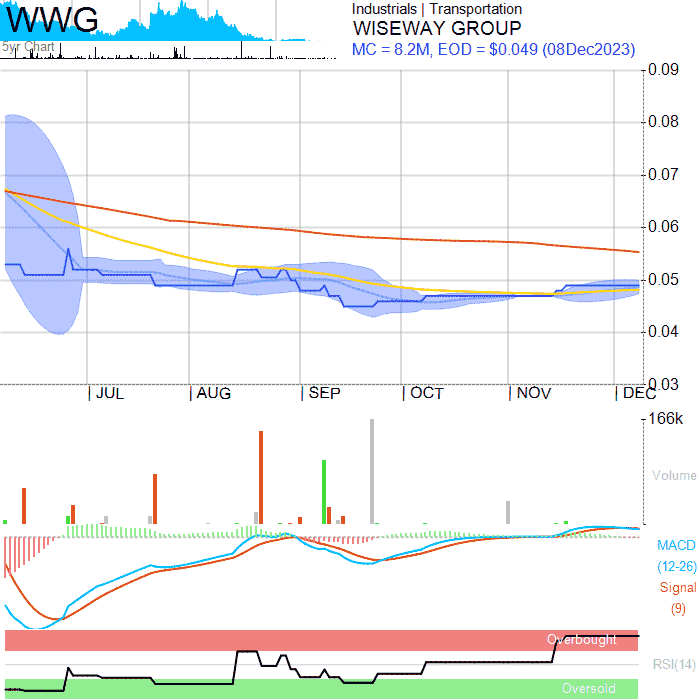 WWG
5yr Chart
Industrials | Transportation
WISEWAY GROUP
MC = 8.2M, EOD = $0.049 (08Dec2023)
0.09
0.08
0.07
0.06
0.05
0.04
0.03
JUL AUG SEP OCT NOV DEC
166k
Volume
MACD
(12-26)
Signal
(9)
Overbought
RSI(14)
Oversold